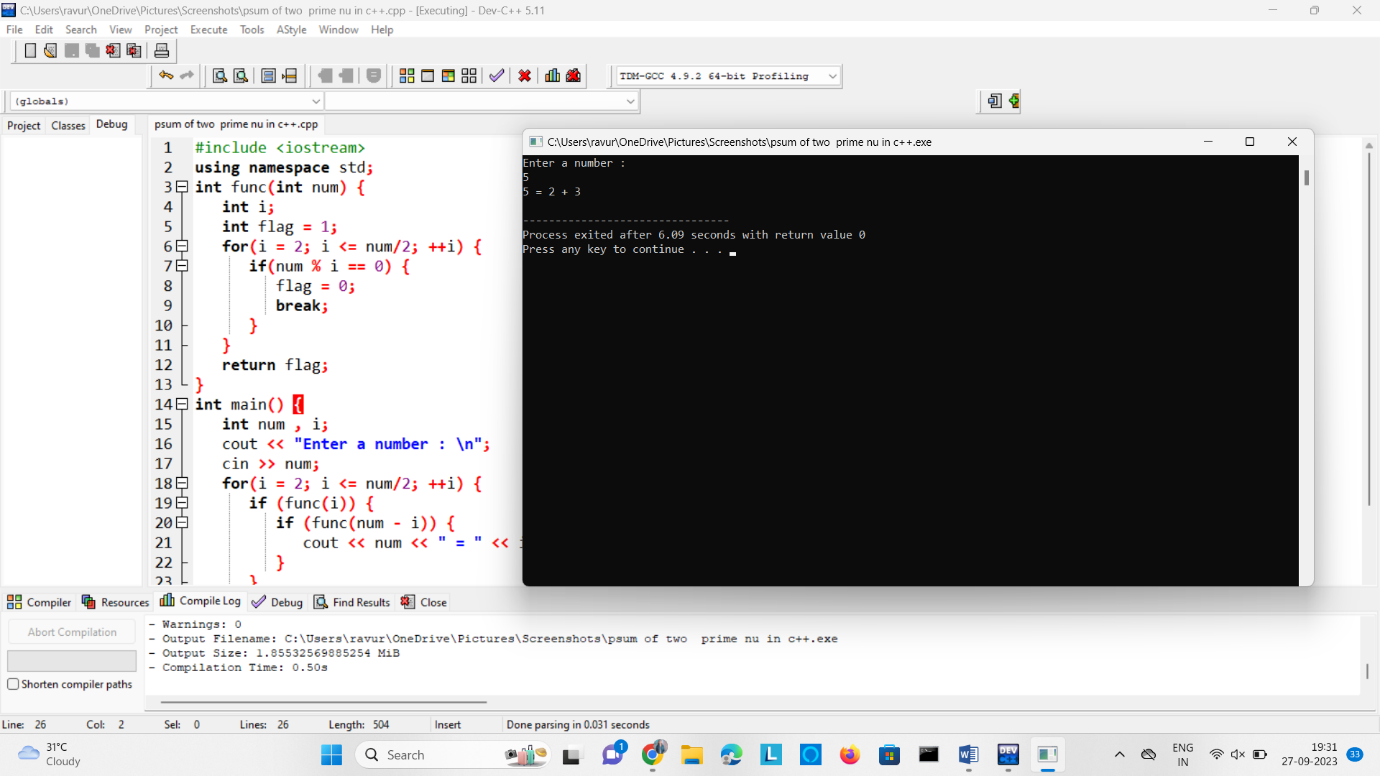 C:\Users\ravur\OneDrive\Pictures\Screenshots\psum of two  prime nu in c++.cpp - [Executing] - Dev-C++ 5.11
File Edit Search View Project Execute Tools AStyle Window Help
TDM-GCC 4.9.2 64-bit Profiling
(globals)
Project Classes Debug
psum of two  prime nu in c++.cpp
1 #include <iostream>
2 using namespace std;
3 int func(int num) {
4 int i;
5 int flag = 1;
6 for(i = 2; i <= num/2; ++i) {
7 if(num % i == 0) {
8 flag = 0;
9 break;
10 }
11 }
12 return flag;
13 }
14 int main() {
15 int num , i;
16 cout << "Enter a number : \n";
17 cin >> num;
18 for(i = 2; i <= num/2; ++i) {
19 if (func(i)) {
20 if (func(num - i)) {
21 cout << num << " = " <<
22 }
23 }
C:\Users\ravur\OneDrive\Pictures\Screenshots\psum of two  prime nu in c++.exe
Enter a number :
5
5 = 2 + 3
--------------------------------
Process exited after 6.09 seconds with return value 0
Press any key to continue . . .
Compiler Resources Compile Log Debug Find Results Close
Abort Compilation
Shorten compiler paths
- Warnings: 0
- Output Filename: C:\Users\ravur\OneDrive\Pictures\Screenshots\psum of two  prime nu in c++.exe
- Output Size: 1.85532569885254 MiB
- Compilation Time: 0.50s
Line: 26 Col: 2 Sel: 0 Lines: 26 Length: 504 Insert Done parsing in 0.031 seconds
31°C
Cloudy
Search
1
L
DEV
ENG
IN
19:31
27-09-2023
33